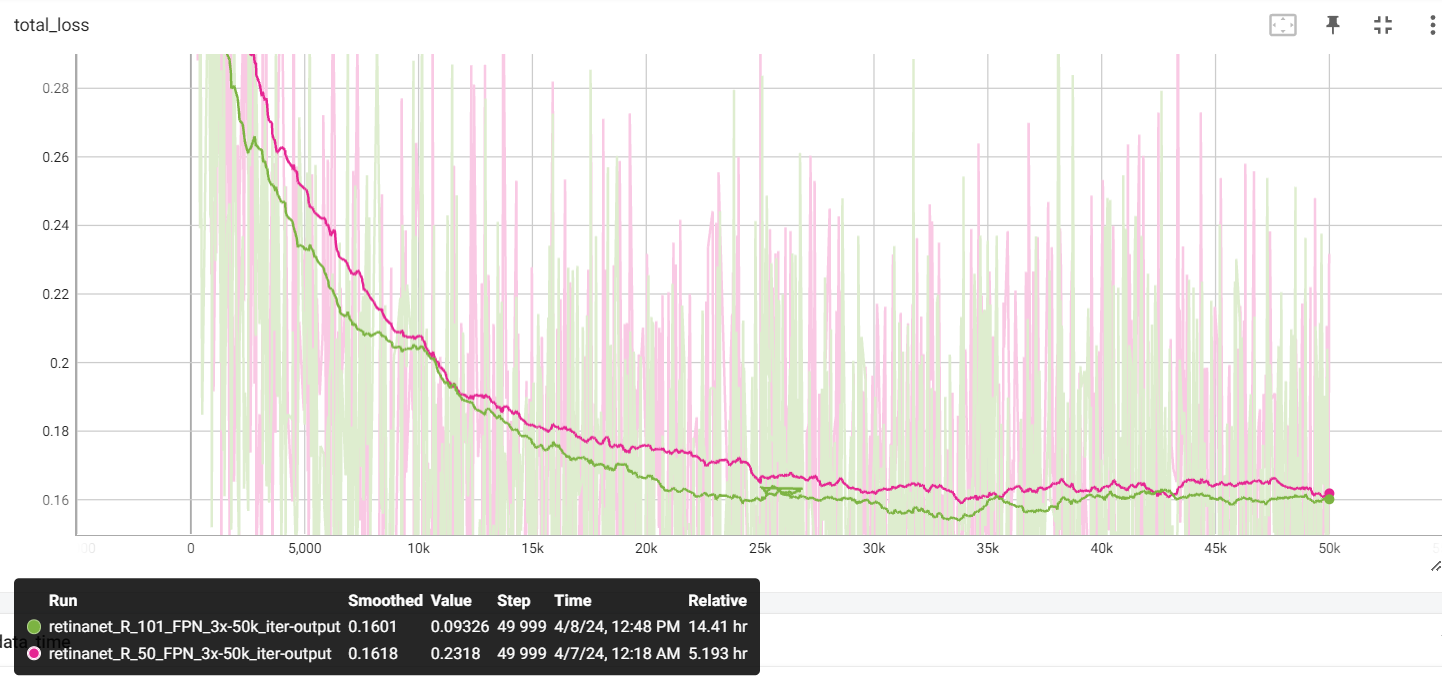 total_loss
0.28
0.26
0.24
0.22
0.2
0.18
0.16
0 5,000 10k 15k 20k 25k 30k 35k 40k 45k 50k
Run Smoothed Value Step Time Relative
retinanet_R_101_FPN_3x-50k_iter-output 0.1601 0.09326 49 999 4/8/24, 12:48 PM 14.41 hr
retinanet_R_50_FPN_3x-50k_iter-output 0.1618 0.2318 49 999 4/7/24, 12:18 AM 5.193 hr